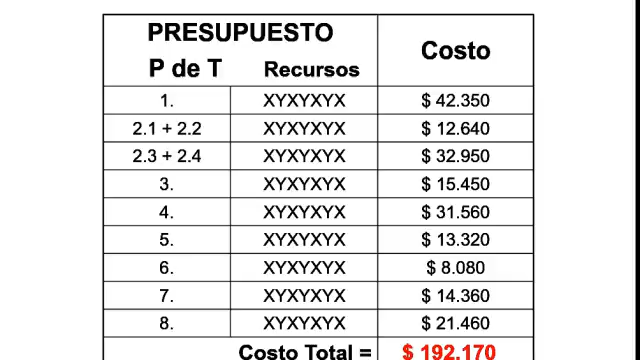 PRESUPUESTO
P de T Recursos Costo
1. XYXYXYX $ 42.350
2.1 + 2.2 XYXYXYX $ 12.640
2.3 + 2.4 XYXYXYX $ 32.950
3. XYXYXYX $ 15.450
4. XYXYXYX $ 31.560
5. XYXYXYX $ 13.320
6. XYXYXYX $ 8.080
7. XYXYXYX $ 14.360
8. XYXYXYX $ 21.460
Costo Total = $ 192.170